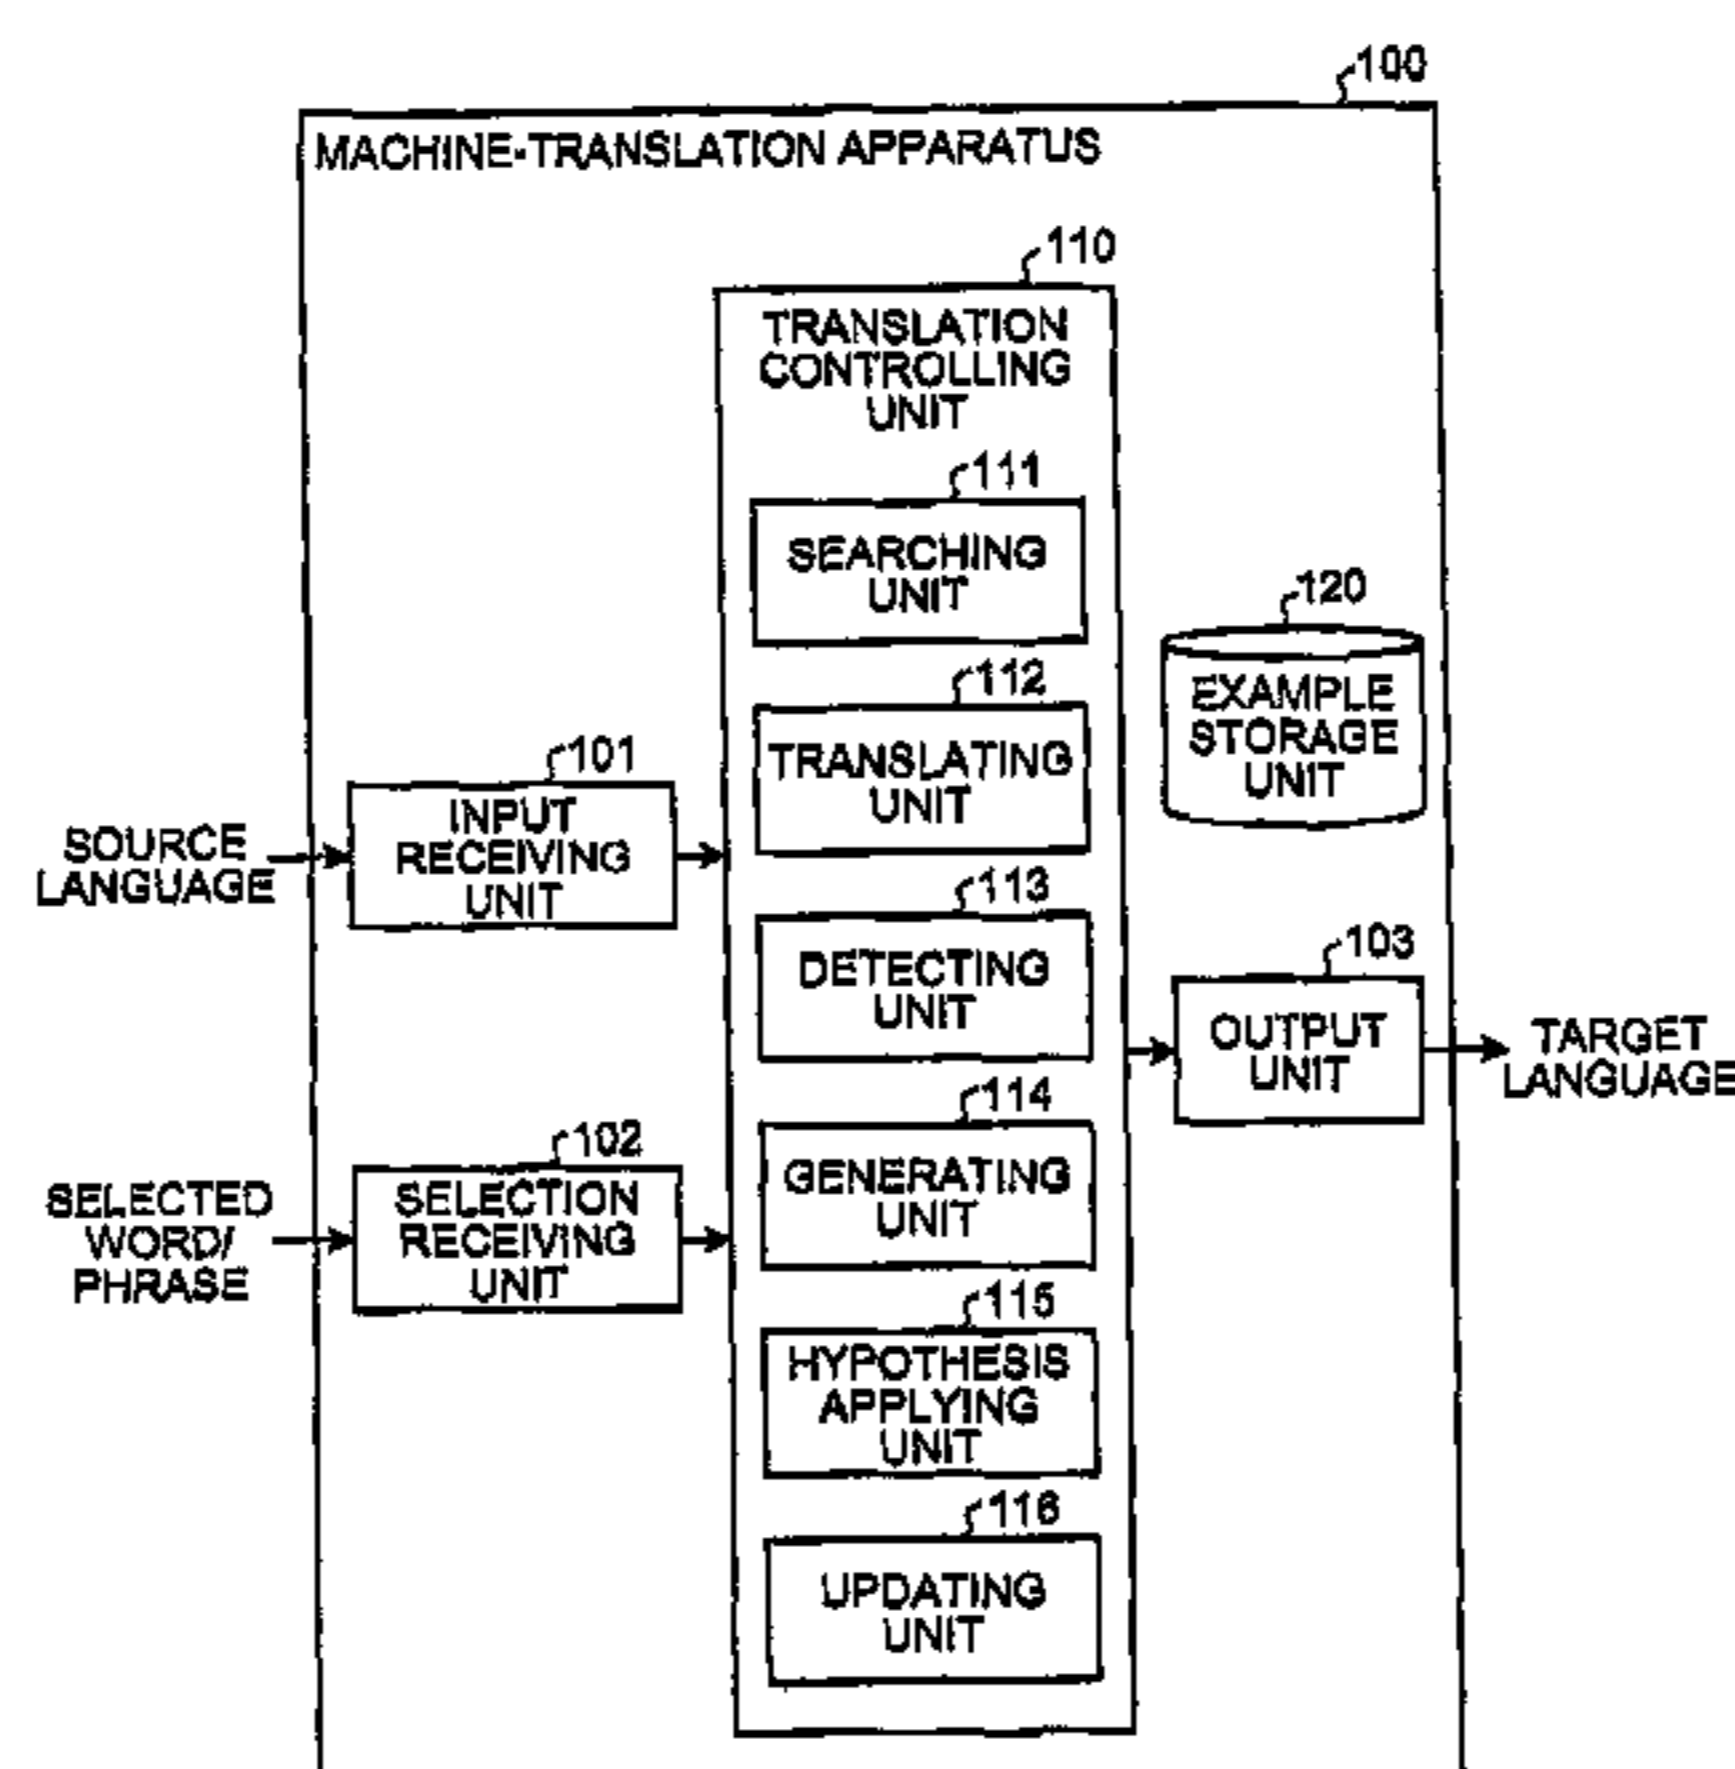 100
MACHINE-TRANSLATION APPARATUS
110
TRANSLATION
CONTROLLING
UNIT
111
SEARCHING
UNIT
120
EXAMPLE
STORAGE
UNIT
112
TRANSLATING
UNIT
101
INPUT
RECEIVING
UNIT
SOURCE
LANGUAGE
113
DETECTING
UNIT
103
OUTPUT
UNIT
TARGET
LANGUAGE
114
GENERATING
UNIT
102
SELECTION
RECEIVING
UNIT
SELECTED
WORD/
PHRASE
115
HYPOTHESIS
APPLYING
UNIT
116
UPDATING
UNIT